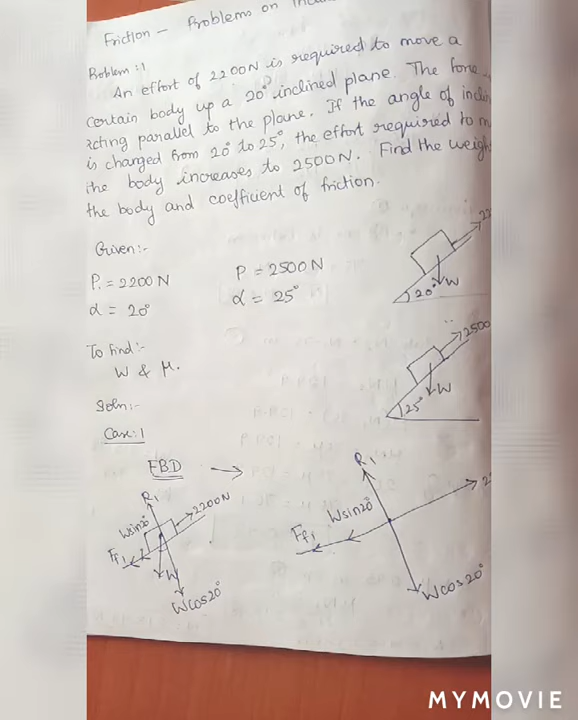 Friction – Problems on
Problem :1
An effort of 2200N is required to move a
certain body up a 20° inclined plane. The force
acting parallel to the plane. If the angle of
is changed from 20° to 25°, the effort required to
the body increases to 2500N. Find the
the body and coefficient of friction.
Given:-
P. = 2200 N P = 2500 N
α = 20° α = 25°
W
20°
To find:-
W & μ.
2500
W
25°
Soln:-
Case:1
FBD
R1
2200N
Wsin20°
Ff1
W
Wcos20°
R1
Wsin20°
Ff1
Wcos20°
MYMOVIE